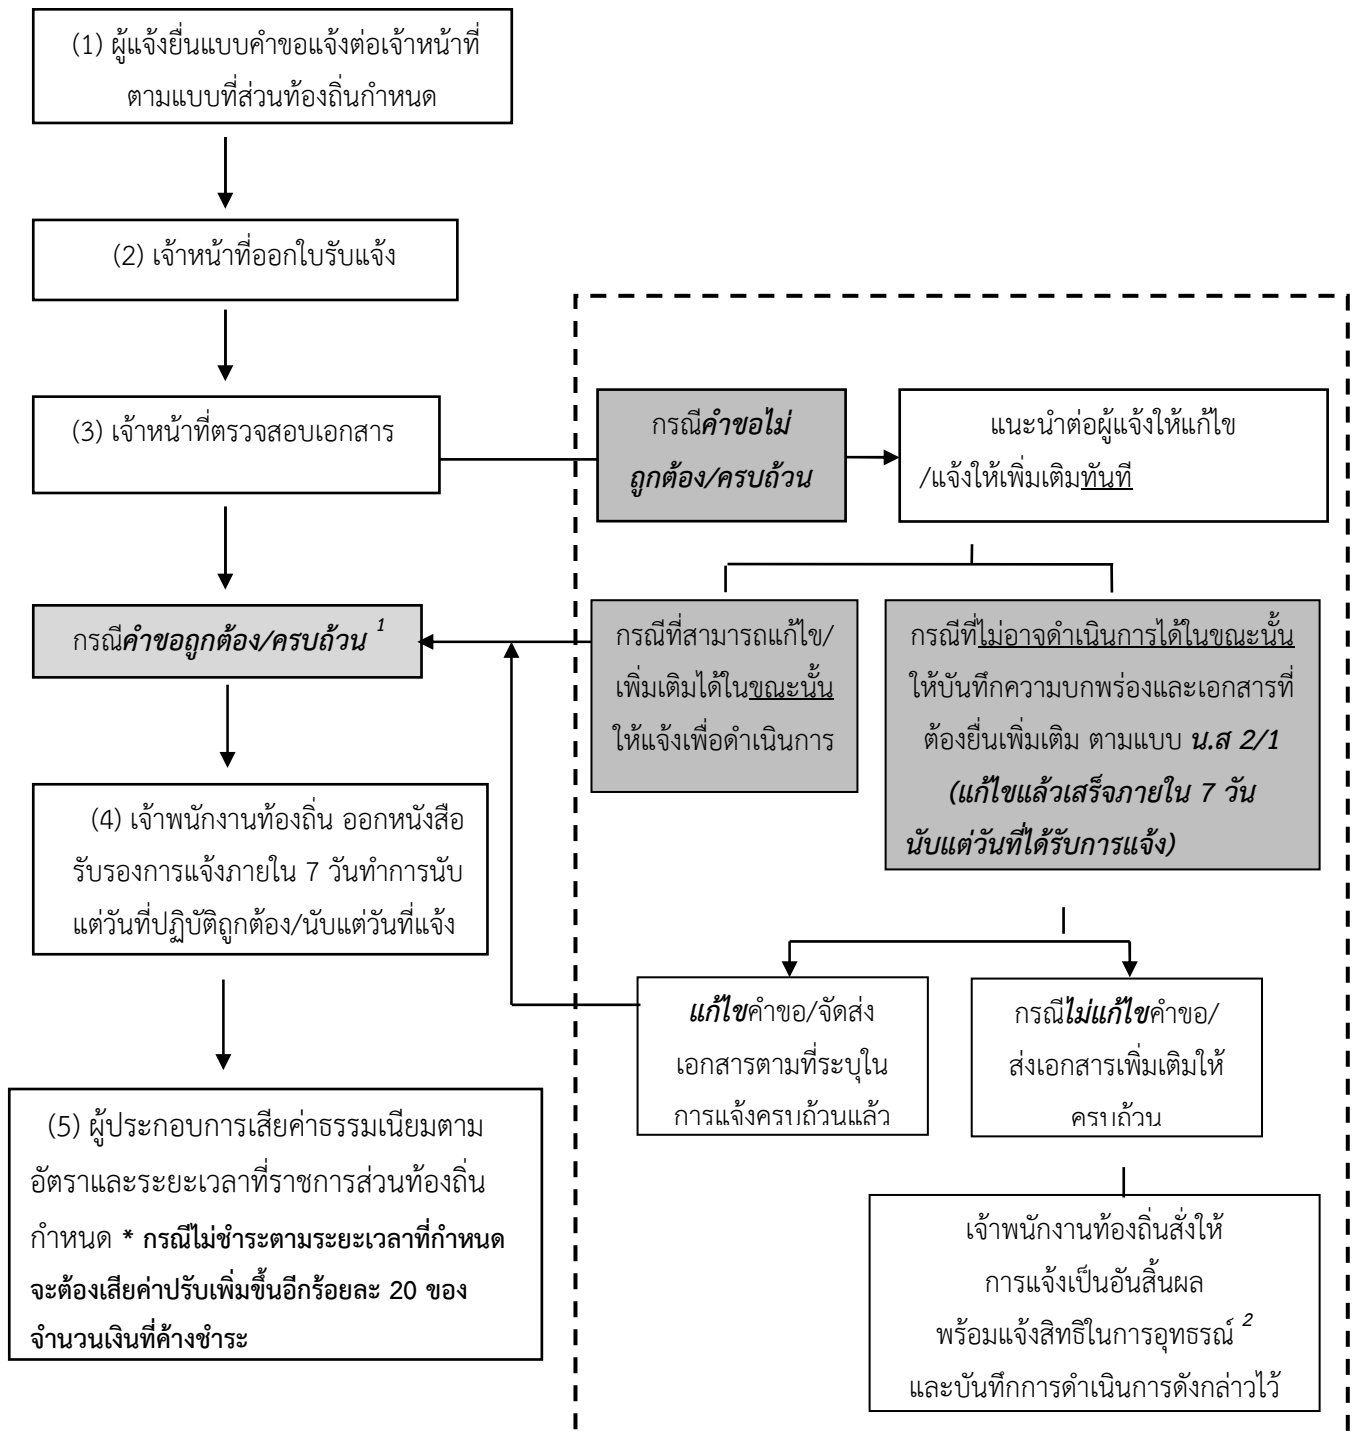 (1) ผู้แจ้งยื่นแบบคำขอแจ้งต่อเจ้าหน้าที่
ตามแบบที่ส่วนท้องถิ่นกำหนด
(2) เจ้าหน้าที่ออกใบรับแจ้ง
(3) เจ้าหน้าที่ตรวจสอบเอกสาร
กรณีคำขอไม่
ถูกต้อง/ครบถ้วน
แนะนำต่อผู้แจ้งให้แก้ไข
/แจ้งให้เพิ่มเติมทันที
กรณีคำขอถูกต้อง/ครบถ้วน 1
กรณีที่สามารถแก้ไข/
เพิ่มเติมได้ในขณะนั้น
ให้แจ้งเพื่อดำเนินการ
กรณีที่ไม่อาจดำเนินการได้ในขณะนั้น
ให้บันทึกความบกพร่องและเอกสารที่
ต้องยื่นเพิ่มเติม ตามแบบ น.ส 2/1
(แก้ไขแล้วเสร็จภายใน 7 วัน
นับแต่วันที่ได้รับการแจ้ง)
(4) เจ้าพนักงานท้องถิ่น ออกหนังสือ
รับรองการแจ้งภายใน 7 วันทำการนับ
แต่วันที่ปฏิบัติถูกต้อง/นับแต่วันที่แจ้ง
แก้ไขคำขอ/จัดส่ง
เอกสารตามที่ระบุใน
การแจ้งครบถ้วนแล้ว
กรณีไม่แก้ไขคำขอ/
ส่งเอกสารเพิ่มเติมให้
ครบถ้วน
(5) ผู้ประกอบการเสียค่าธรรมเนียมตาม
อัตราและระยะเวลาที่ราชการส่วนท้องถิ่น
กำหนด * กรณีไม่ชำระตามระยะเวลาที่กำหนด
จะต้องเสียค่าปรับเพิ่มขึ้นอีกร้อยละ 20 ของ
จำนวนเงินที่ค้างชำระ
เจ้าพนักงานท้องถิ่นสั่งให้
การแจ้งเป็นอันสิ้นผล
พร้อมแจ้งสิทธิในการอุทธรณ์ 2
และบันทึกการดำเนินการดังกล่าวไว้